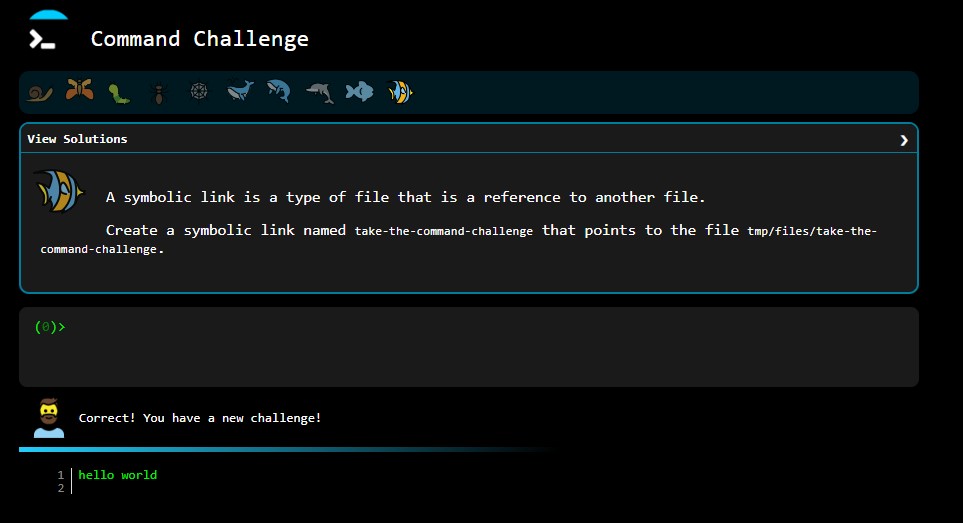 Command Challenge
View Solutions
A symbolic link is a type of file that is a reference to another file.
Create a symbolic link named take-the-command-challenge that points to the file tmp/files/take-the-
command-challenge.
(0)>
Correct! You have a new challenge!
1 hello world
2